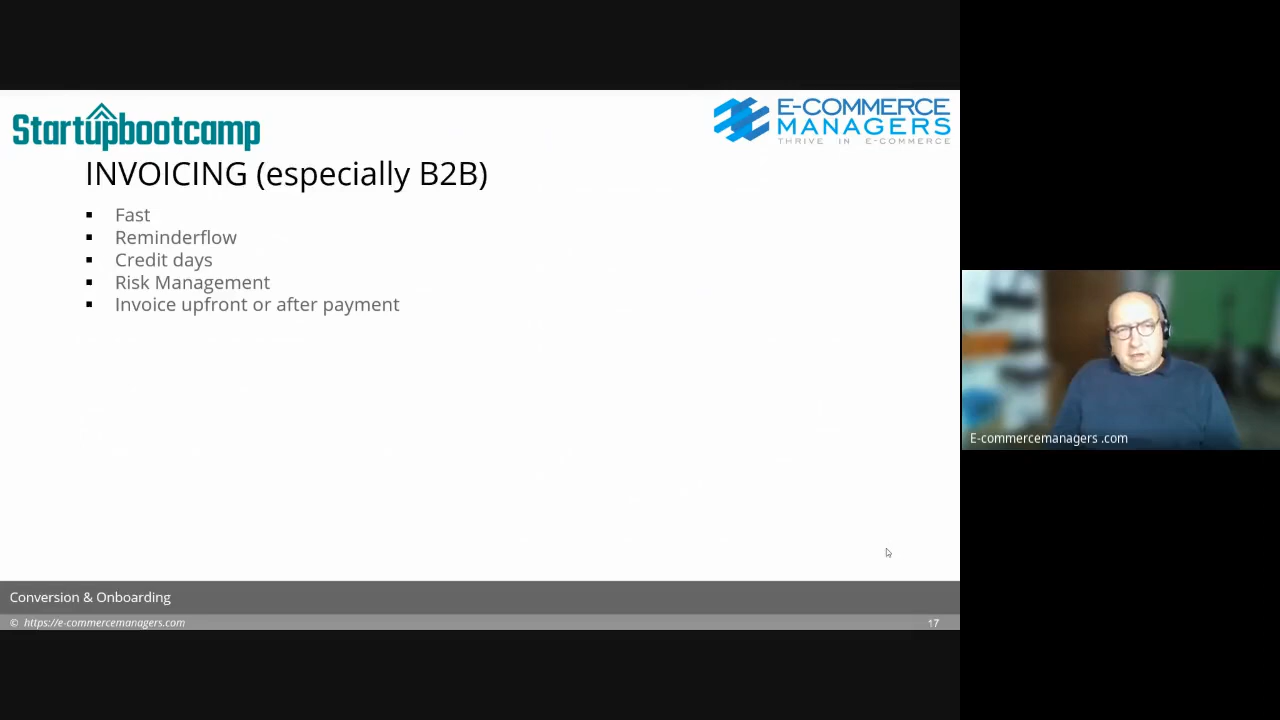 Startupbootcamp
E-COMMERCE
MANAGERS
THRIVE IN E-COMMERCE
INVOICING (especially B2B)
▪ Fast
▪ Reminderflow
▪ Credit days
▪ Risk Management
▪ Invoice upfront or after payment
E-commercemanagers .com
Conversion & Onboarding
© https://e-commercemanagers.com
17